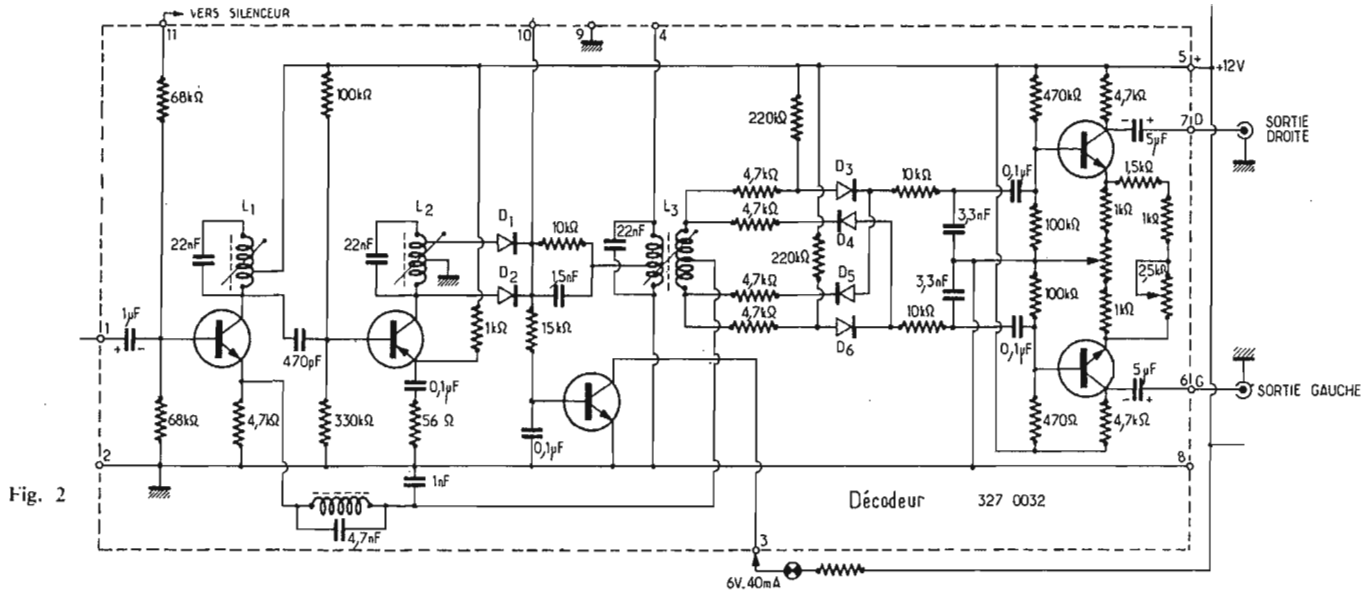 VERS SILENCEUR
11
10
9
4
5 +
+12V
68kΩ
100kΩ
220kΩ
470kΩ
4,7kΩ
7 D
SORTIE DROITE
5µF
- +
L1
22nF
L2
22nF
D1
D2
10kΩ
1,5nF
15kΩ
22nF
L3
4,7kΩ
4,7kΩ
4,7kΩ
4,7kΩ
220kΩ
D3
D4
D5
D6
10kΩ
10kΩ
3,3nF
3,3nF
0,1µF
0,1µF
100kΩ
100kΩ
1,5kΩ
1kΩ
1kΩ
2,5kΩ
1kΩ
1
1µF
+ -
470pF
1kΩ
0,1µF
56 Ω
68kΩ
4,7kΩ
330kΩ
0,1µF
470Ω
4,7kΩ
5µF
- +
6 G
SORTIE GAUCHE
2
8
1nF
4,7nF
Fig. 2
Décodeur 327 0032
3
6V.40mA